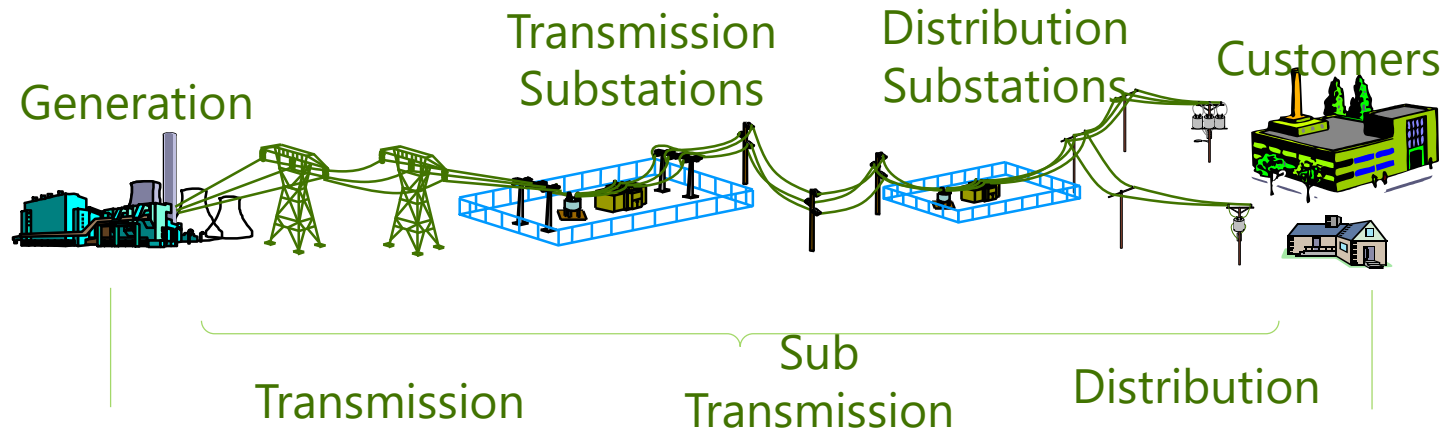 Generation
Transmission
Substations
Distribution
Substations
Customers
Transmission
Sub
Transmission
Distribution